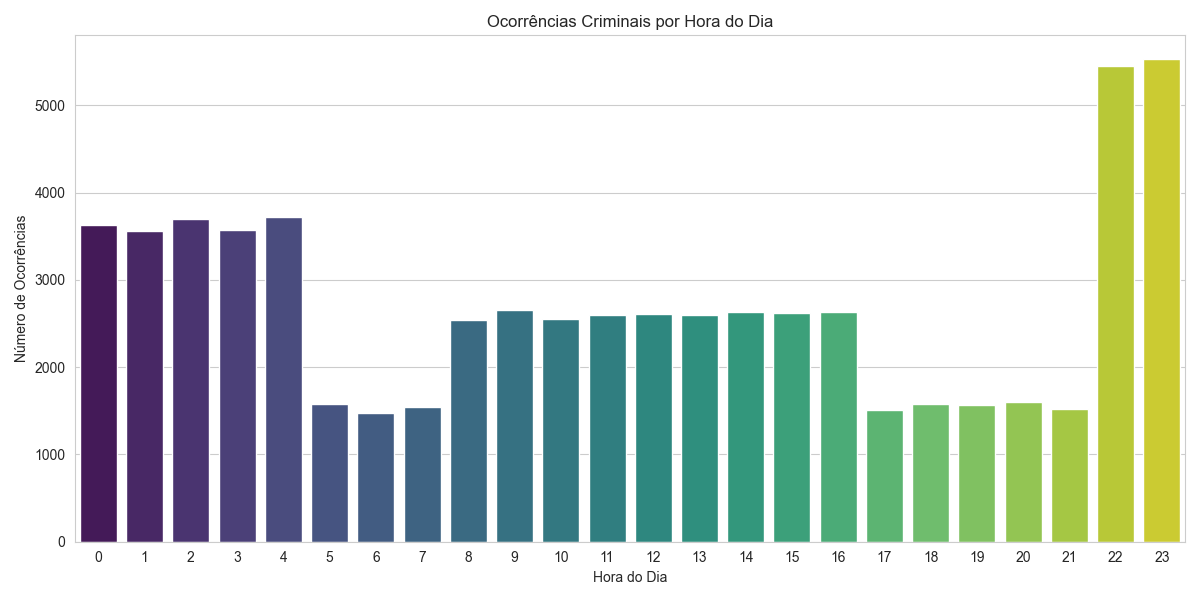 Ocorrências Criminais por Hora do Dia
Número de Ocorrências
5000
4000
3000
2000
1000
0
0 1 2 3 4 5 6 7 8 9 10 11 12 13 14 15 16 17 18 19 20 21 22 23
Hora do Dia